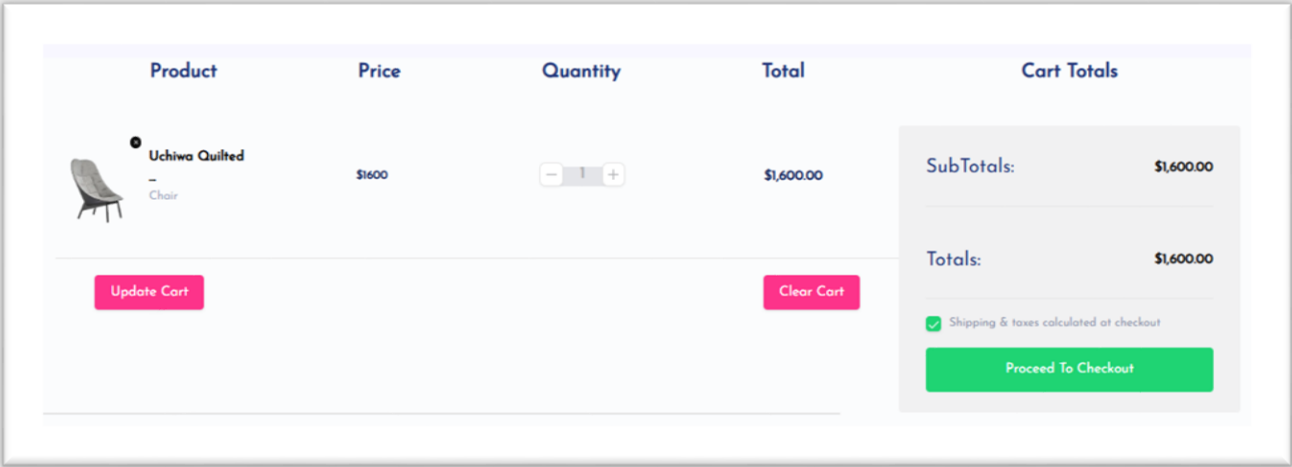 Product Price Quantity Total Cart Totals
Uchiwa Quilted
–
Chair
$1600
− 1 +
$1,600.00
SubTotals: $1,600.00
Totals: $1,600.00
Update Cart
Clear Cart
Shipping & taxes calculated at checkout
Proceed To Checkout